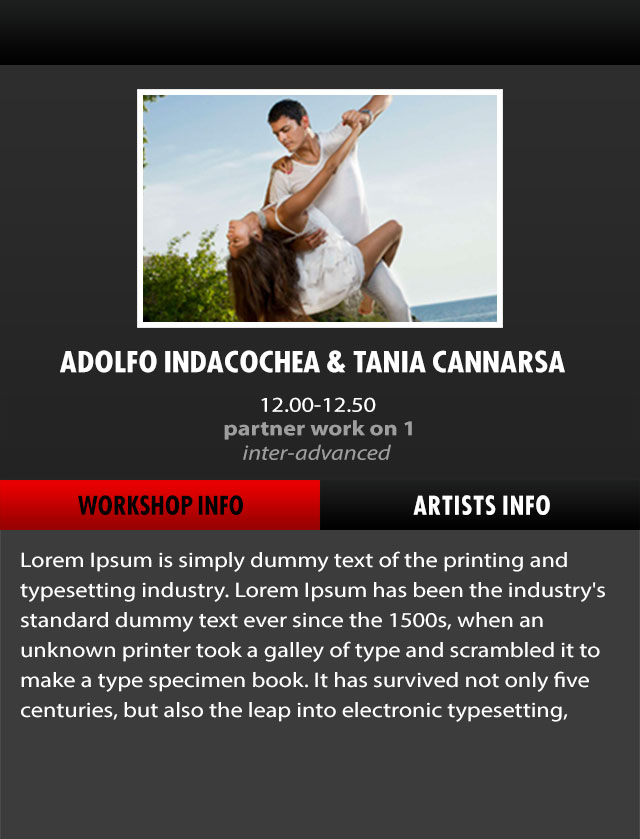 ADOLFO INDACOCHEA & TANIA CANNARSA
12.00-12.50
partner work on 1
inter-advanced
WORKSHOP INFO
ARTISTS INFO
Lorem Ipsum is simply dummy text of the printing and
typesetting industry. Lorem Ipsum has been the industry's
standard dummy text ever since the 1500s, when an
unknown printer took a galley of type and scrambled it to
make a type specimen book. It has survived not only five
centuries, but also the leap into electronic typesetting,